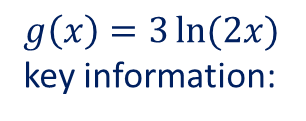 g(x) = 3 ln(2x)
key information: